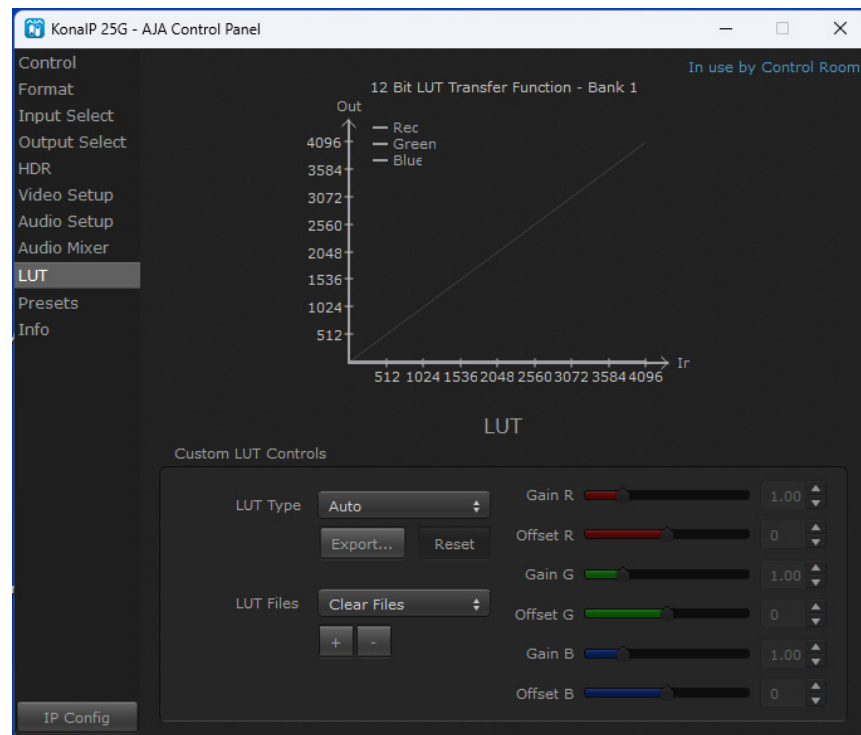 KonaIP 25G - AJA Control Panel
Control
Format
Input Select
Output Select
HDR
Video Setup
Audio Setup
Audio Mixer
LUT
Presets
Info
IP Config
In use by Control Room
12 Bit LUT Transfer Function - Bank 1
Out
Rec
Green
Blue
4096
3584
3072
2560
2048
1536
1024
512
In
512 1024 1536 2048 2560 3072 3584 4096
LUT
Custom LUT Controls
LUT Type Auto
Export... Reset
LUT Files Clear Files
+ -
Gain R 1.00
Offset R 0
Gain G 1.00
Offset G 0
Gain B 1.00
Offset B 0